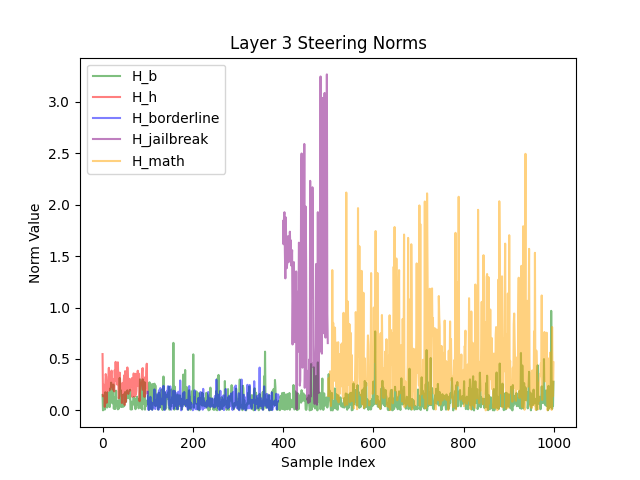 Layer 3 Steering Norms
H_b
H_h
H_borderline
H_jailbreak
H_math
Norm Value
3.0
2.5
2.0
1.5
1.0
0.5
0.0
0
200
400
600
800
1000
Sample Index